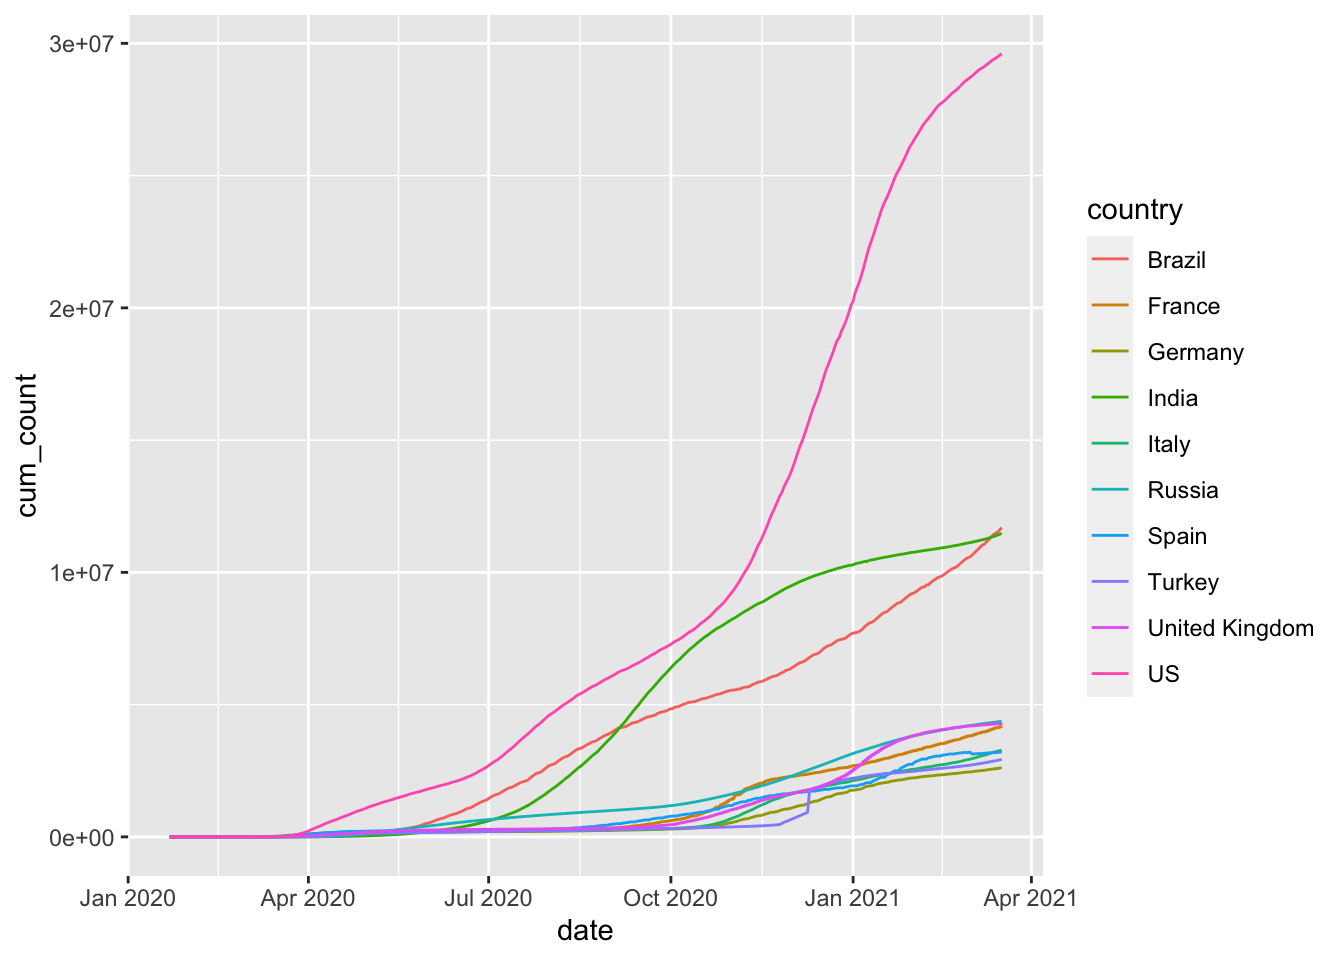 3e+07
2e+07
1e+07
0e+00
cum_count
Jan 2020
Apr 2020
Jul 2020
Oct 2020
Jan 2021
Apr 2021
date
country
Brazil
France
Germany
India
Italy
Russia
Spain
Turkey
United Kingdom
US